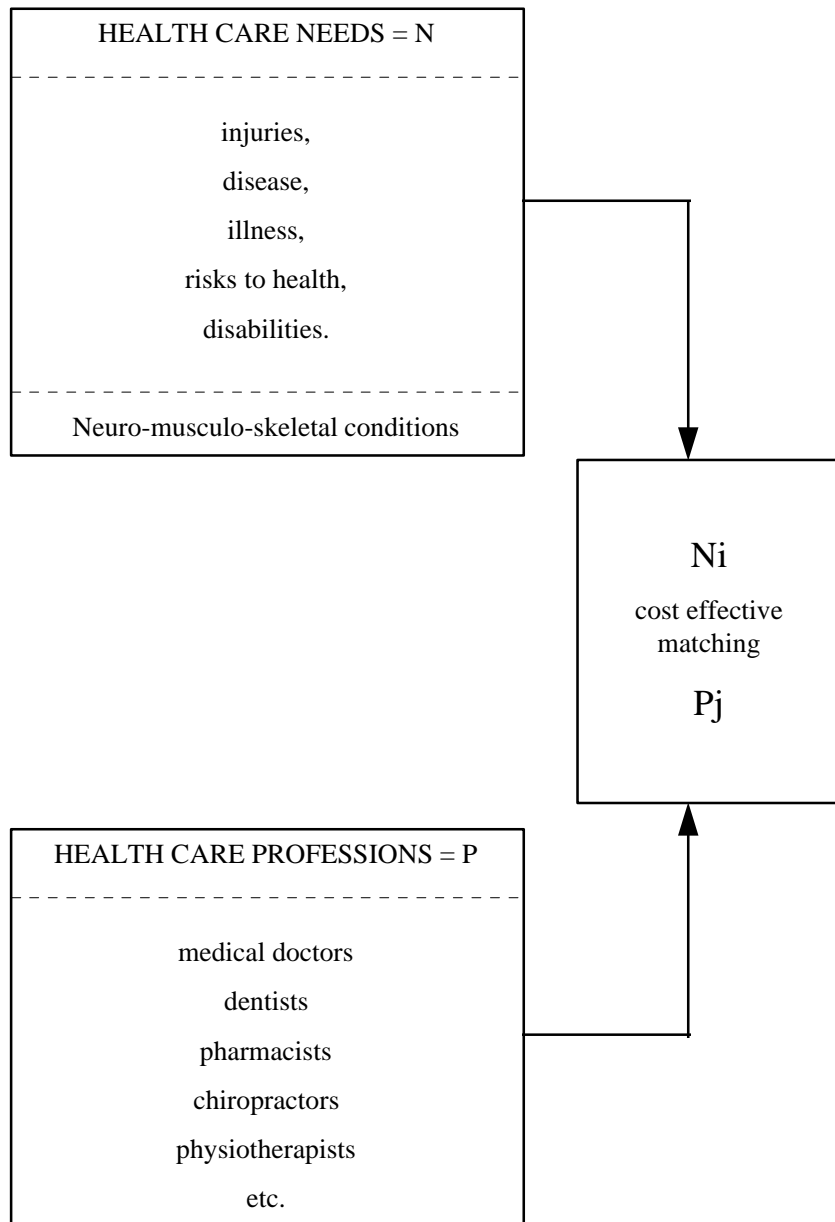 HEALTH CARE NEEDS = N
injuries,
disease,
illness,
risks to health,
disabilities.
Neuro-musculo-skeletal conditions
Ni
cost effective
matching
Pj
HEALTH CARE PROFESSIONS = P
medical doctors
dentists
pharmacists
chiropractors
physiotherapists
etc.